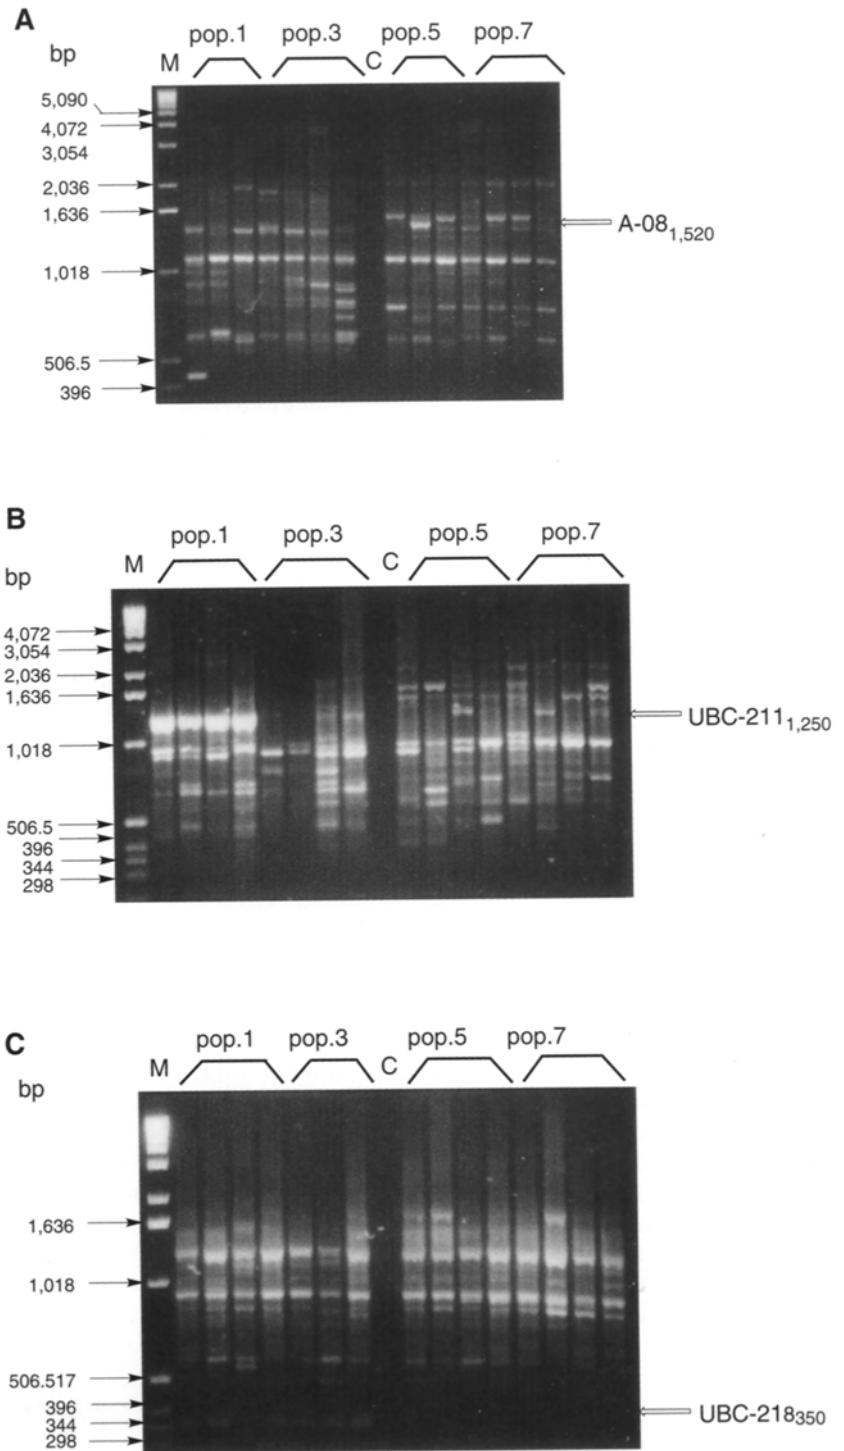 A
pop.1 pop.3 pop.5 pop.7
bp M C
5,090
4,072
3,054
2,036
1,636
A-08₁,₅₂₀
1,018
506.5
396
B
pop.1 pop.3 pop.5 pop.7
M C
bp
4,072
3,054
2,036
1,636
UBC-211₁,₂₅₀
1,018
506.5
396
344
298
C
pop.1 pop.3 pop.5 pop.7
M C
bp
1,636
1,018
506.517
396
UBC-218₃₅₀
344
298